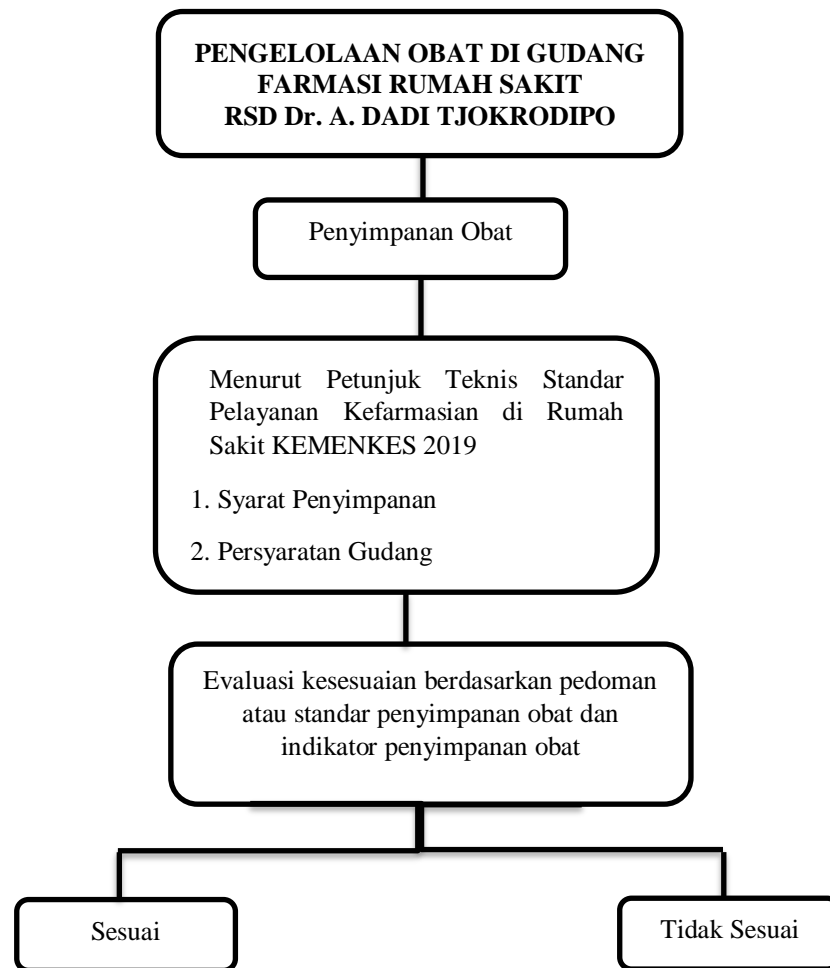 PENGELOLAAN OBAT DI GUDANG
FARMASI RUMAH SAKIT
RSD Dr. A. DADI TJOKRODIPO
Penyimpanan Obat
Menurut Petunjuk Teknis Standar
Pelayanan Kefarmasian di Rumah
Sakit KEMENKES 2019
1. Syarat Penyimpanan
2. Persyaratan Gudang
Evaluasi kesesuaian berdasarkan pedoman
atau standar penyimpanan obat dan
indikator penyimpanan obat
Sesuai
Tidak Sesuai